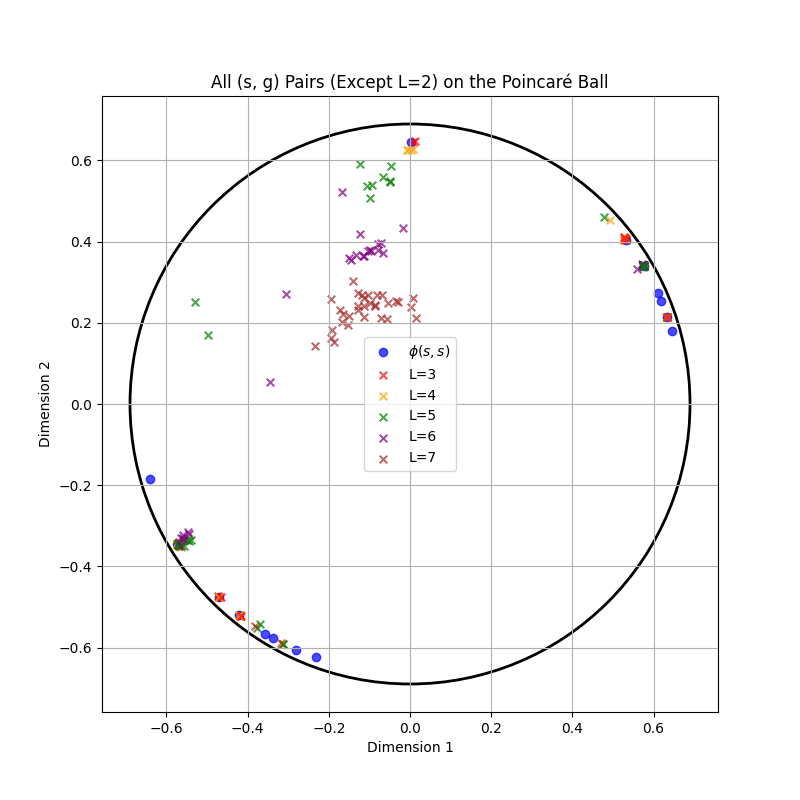 All (s, g) Pairs (Except L=2) on the Poincaré Ball
0.6
0.4
0.2
0.0
−0.2
−0.4
−0.6
Dimension 2
ϕ(s, s)
L=3
L=4
L=5
L=6
L=7
−0.6 −0.4 −0.2 0.0 0.2 0.4 0.6
Dimension 1